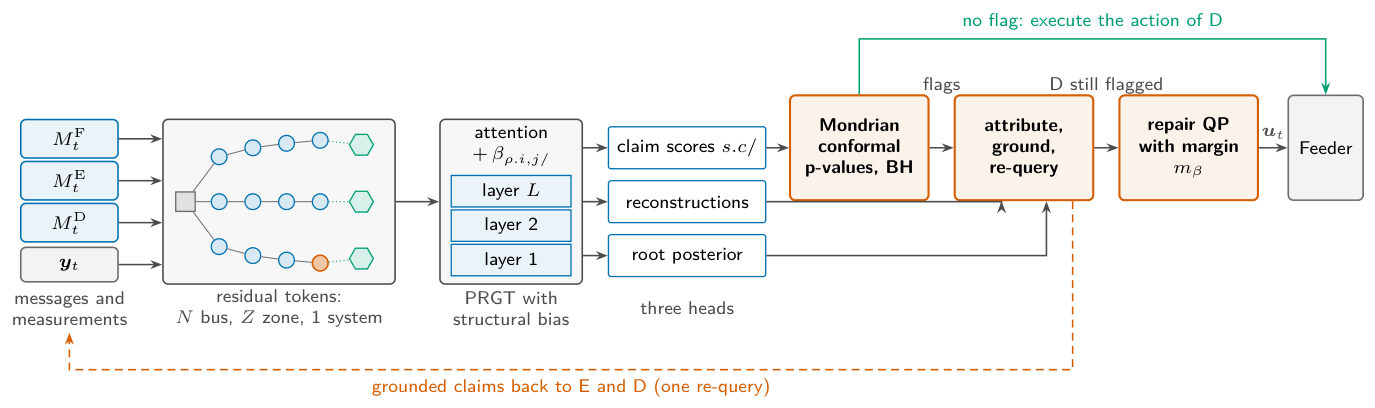 no flag: execute the action of D
flags
D still flagged
M_t^F
M_t^E
M_t^D
y_t
messages and
measurements
residual tokens:
N bus, Z zone, 1 system
attention
+ β_{ρ.i,j/}
layer L
layer 2
layer 1
PRGT with
structural bias
claim scores s.c/
reconstructions
root posterior
three heads
Mondrian
conformal
p-values, BH
attribute,
ground,
re-query
repair QP
with margin
m_β
u_t
Feeder
grounded claims back to E and D (one re-query)